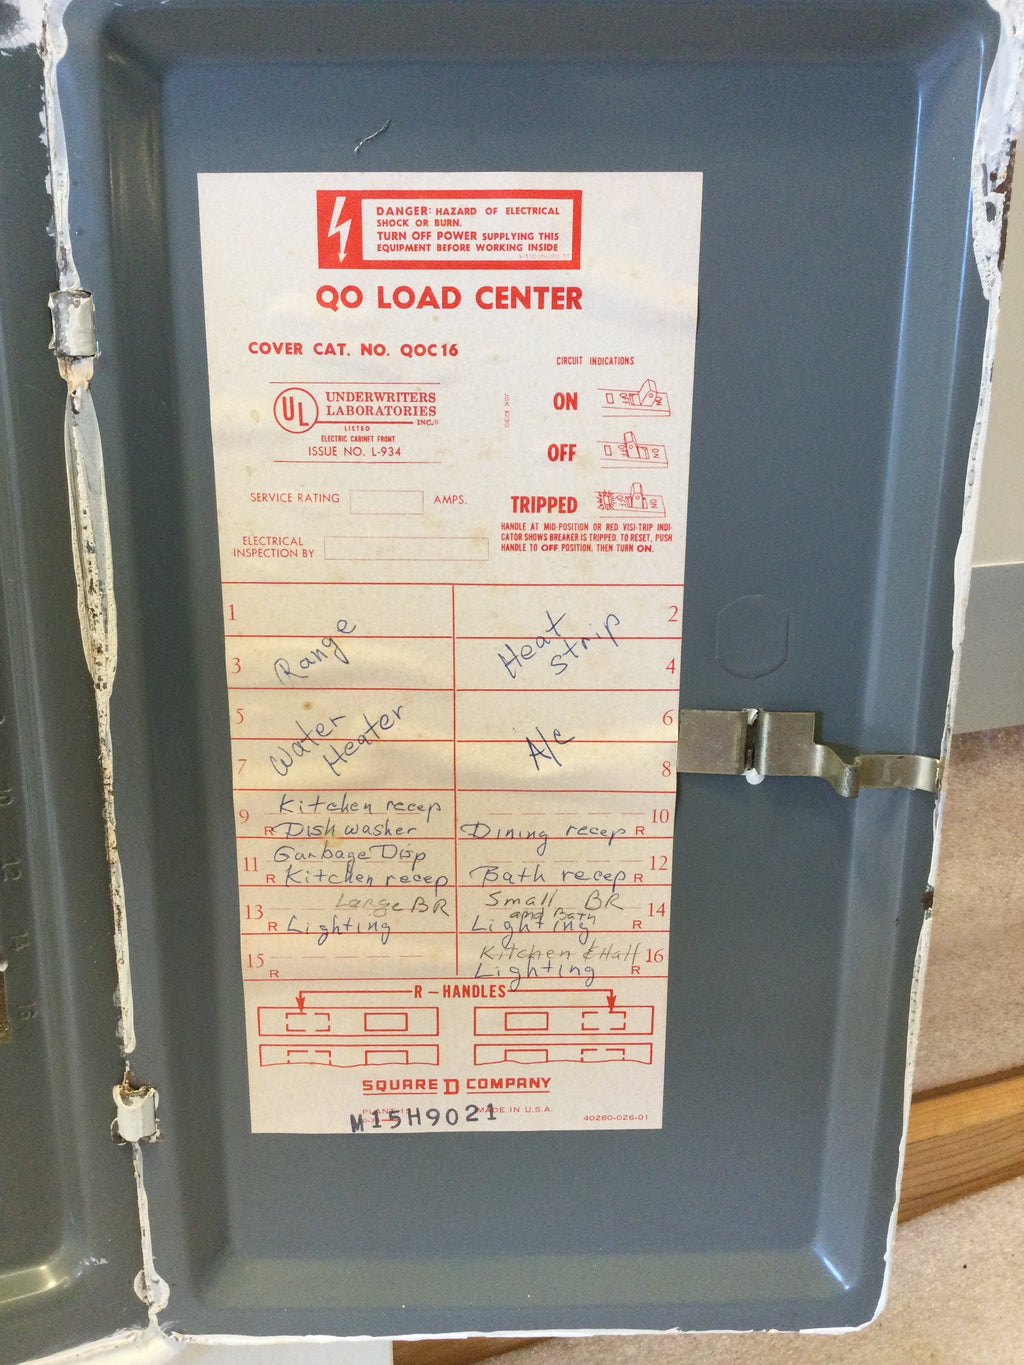 DANGER: HAZARD OF ELECTRICAL
SHOCK OR BURN.
TURN OFF POWER SUPPLYING THIS
EQUIPMENT BEFORE WORKING INSIDE
QO LOAD CENTER
COVER CAT. NO. QOC16
UL
UNDERWRITERS
LABORATORIES
INC.®
LISTED
ELECTRIC CABINET FRONT
ISSUE NO. L-934
SERVICE RATING AMPS.
ELECTRICAL
INSPECTION BY
CIRCUIT INDICATIONS
ON
OFF
TRIPPED
HANDLE AT MID-POSITION OR RED VISI-TRIP INDI-
CATOR SHOWS BREAKER IS TRIPPED. TO RESET, PUSH
HANDLE TO OFF POSITION, THEN TURN ON.
1 2
Range
Heat
Strip
3 4
5 6
Water
Heater
A/c
7 8
9 Kitchen recep 10
R Dish washer Dining recep R
11 Garbage Disp 12
R Kitchen recep Bath recep R
13 Large BR Small BR 14
and Bath
R Lighting Lighting R
15 Kitchen & Hall 16
R Lighting R
R-HANDLES
SQUARE D COMPANY
MADE IN U.S.A.
M15H9021
40260-026-01
12
14
16